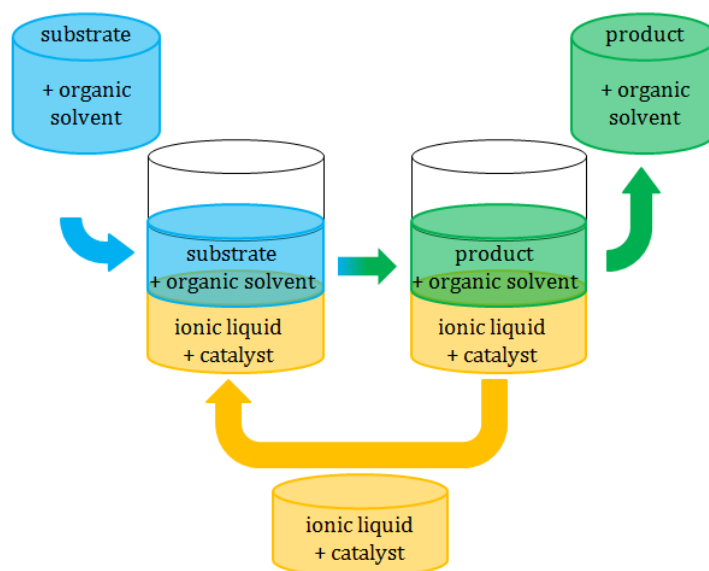 substrate
+ organic
solvent
product
+ organic
solvent
substrate
+ organic solvent
ionic liquid
+ catalyst
product
+ organic solvent
ionic liquid
+ catalyst
ionic liquid
+ catalyst